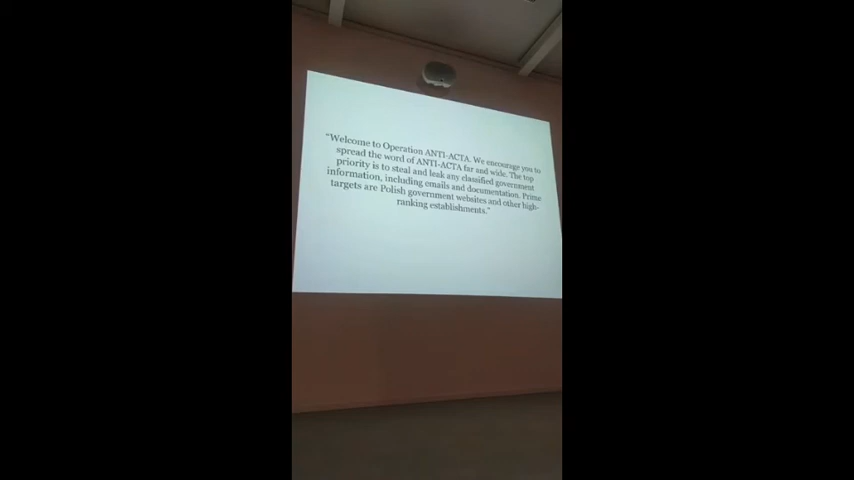 "Welcome to Operation ANTI-ACTA. We encourage you to
spread the word of ANTI-ACTA far and wide. The top
priority is to steal and leak any classified government
information, including emails and documentation. Prime
targets are Polish government websites and other high-
ranking establishments."